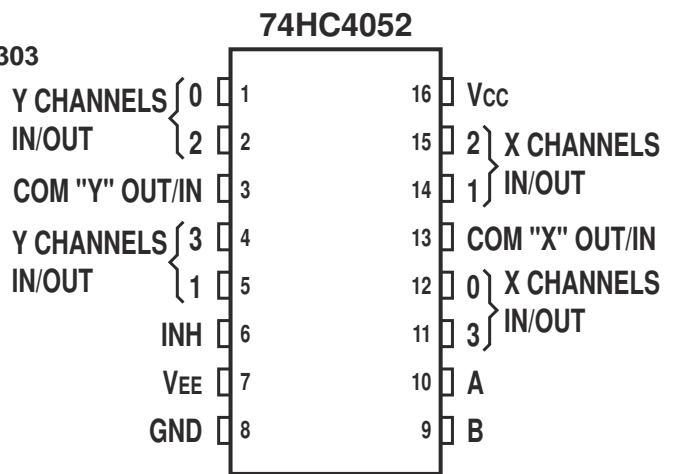 74HC4052
303
Y CHANNELS 0 1 16 VCC
IN/OUT 2 2 15 2 X CHANNELS
COM "Y" OUT/IN 3 14 1 IN/OUT
Y CHANNELS 3 4 13 COM "X" OUT/IN
IN/OUT 1 5 12 0 X CHANNELS
INH 6 11 3 IN/OUT
VEE 7 10 A
GND 8 9 B